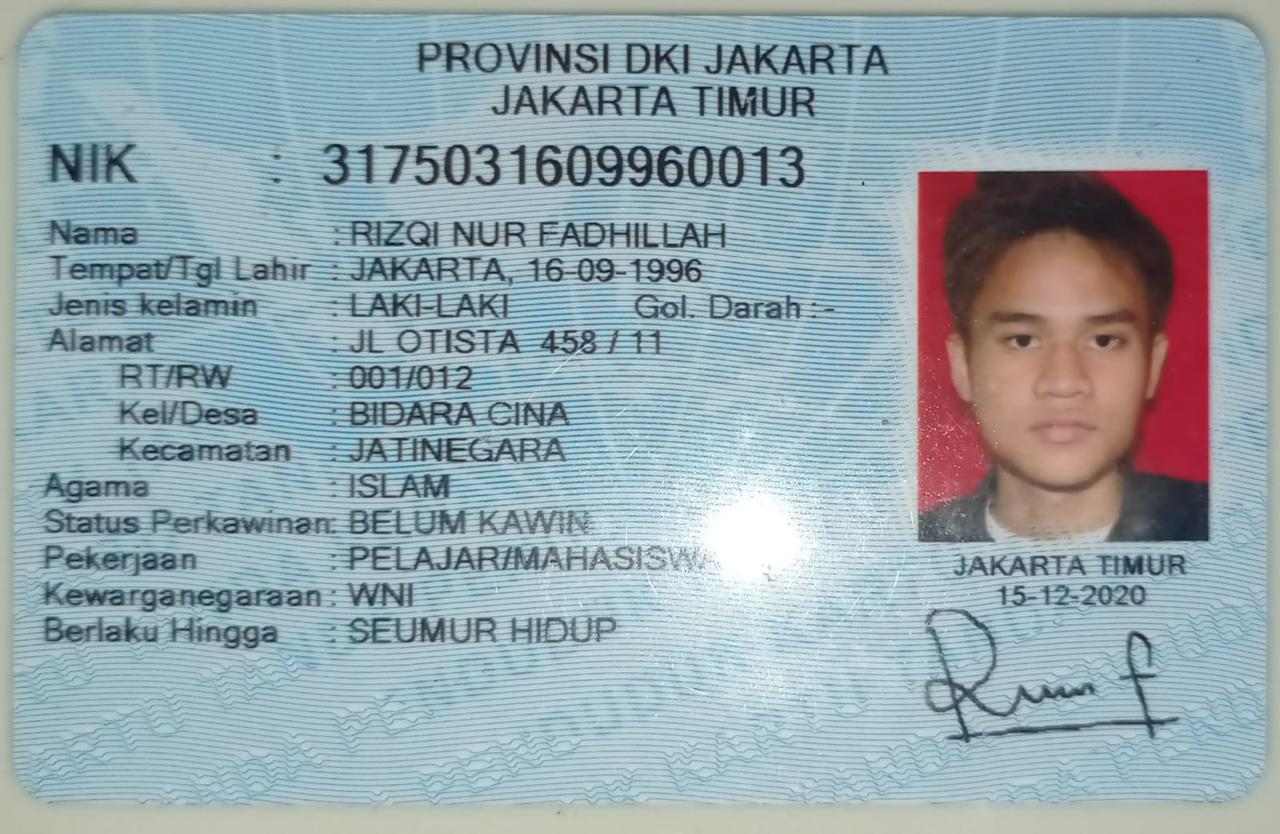 PROVINSI DKI JAKARTA
JAKARTA TIMUR
NIK : 3175031609960013
Nama : RIZQI NUR FADHILLAH
Tempat/Tgl Lahir : JAKARTA, 16-09-1996
Jenis kelamin : LAKI-LAKI Gol. Darah : -
Alamat : JL OTISTA 458 / 11
RT/RW : 001/012
Kel/Desa : BIDARA CINA
Kecamatan : JATINEGARA
Agama : ISLAM
Status Perkawinan: BELUM KAWIN
Pekerjaan : PELAJAR/MAHASISWA
Kewarganegaraan : WNI
Berlaku Hingga : SEUMUR HIDUP
JAKARTA TIMUR
15-12-2020